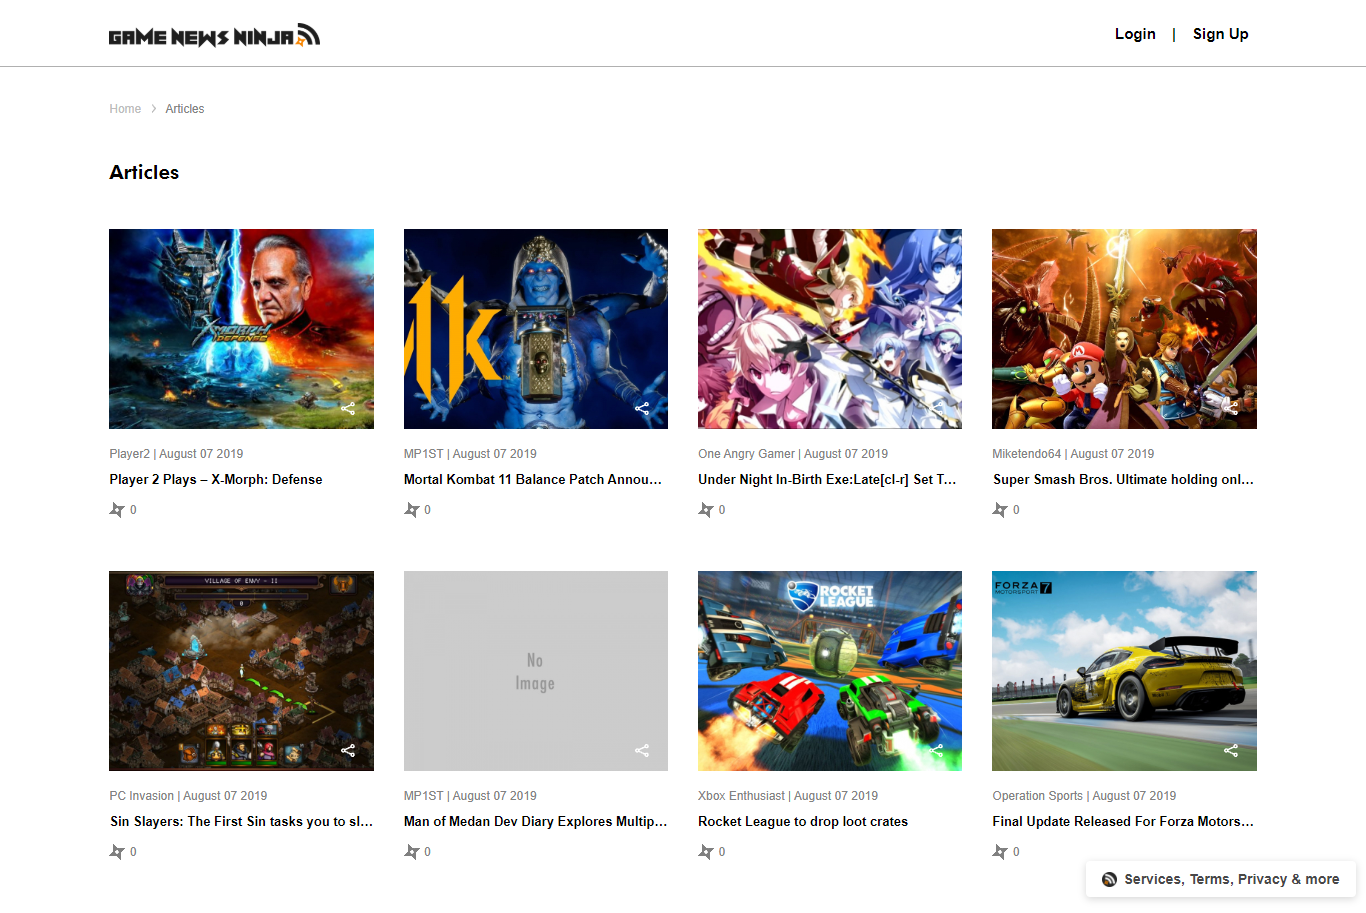 GAME NEWS NINJA
Login | Sign Up
Home > Articles
Articles
X-MORPH
DEFENSE
Player2 | August 07 2019
Player 2 Plays – X-Morph: Defense
0
MP1ST | August 07 2019
Mortal Kombat 11 Balance Patch Annou...
0
One Angry Gamer | August 07 2019
Under Night In-Birth Exe:Late[cl-r] Set T...
0
Miketendo64 | August 07 2019
Super Smash Bros. Ultimate holding onl...
0
VILLAGE OF ENVY - II
No
Image
ROCKET
LEAGUE
FORZA
MOTORSPORT 7
PC Invasion | August 07 2019
Sin Slayers: The First Sin tasks you to sl...
0
MP1ST | August 07 2019
Man of Medan Dev Diary Explores Multip...
0
Xbox Enthusiast | August 07 2019
Rocket League to drop loot crates
0
Operation Sports | August 07 2019
Final Update Released For Forza Motors...
0
Services, Terms, Privacy & more